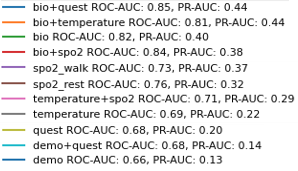 bio+quest ROC-AUC: 0.85, PR-AUC: 0.44
bio+temperature ROC-AUC: 0.81, PR-AUC: 0.44
bio ROC-AUC: 0.82, PR-AUC: 0.40
bio+spo2 ROC-AUC: 0.84, PR-AUC: 0.38
spo2_walk ROC-AUC: 0.73, PR-AUC: 0.37
spo2_rest ROC-AUC: 0.76, PR-AUC: 0.32
temperature+spo2 ROC-AUC: 0.71, PR-AUC: 0.29
temperature ROC-AUC: 0.69, PR-AUC: 0.22
quest ROC-AUC: 0.68, PR-AUC: 0.20
demo+quest ROC-AUC: 0.68, PR-AUC: 0.14
demo ROC-AUC: 0.66, PR-AUC: 0.13